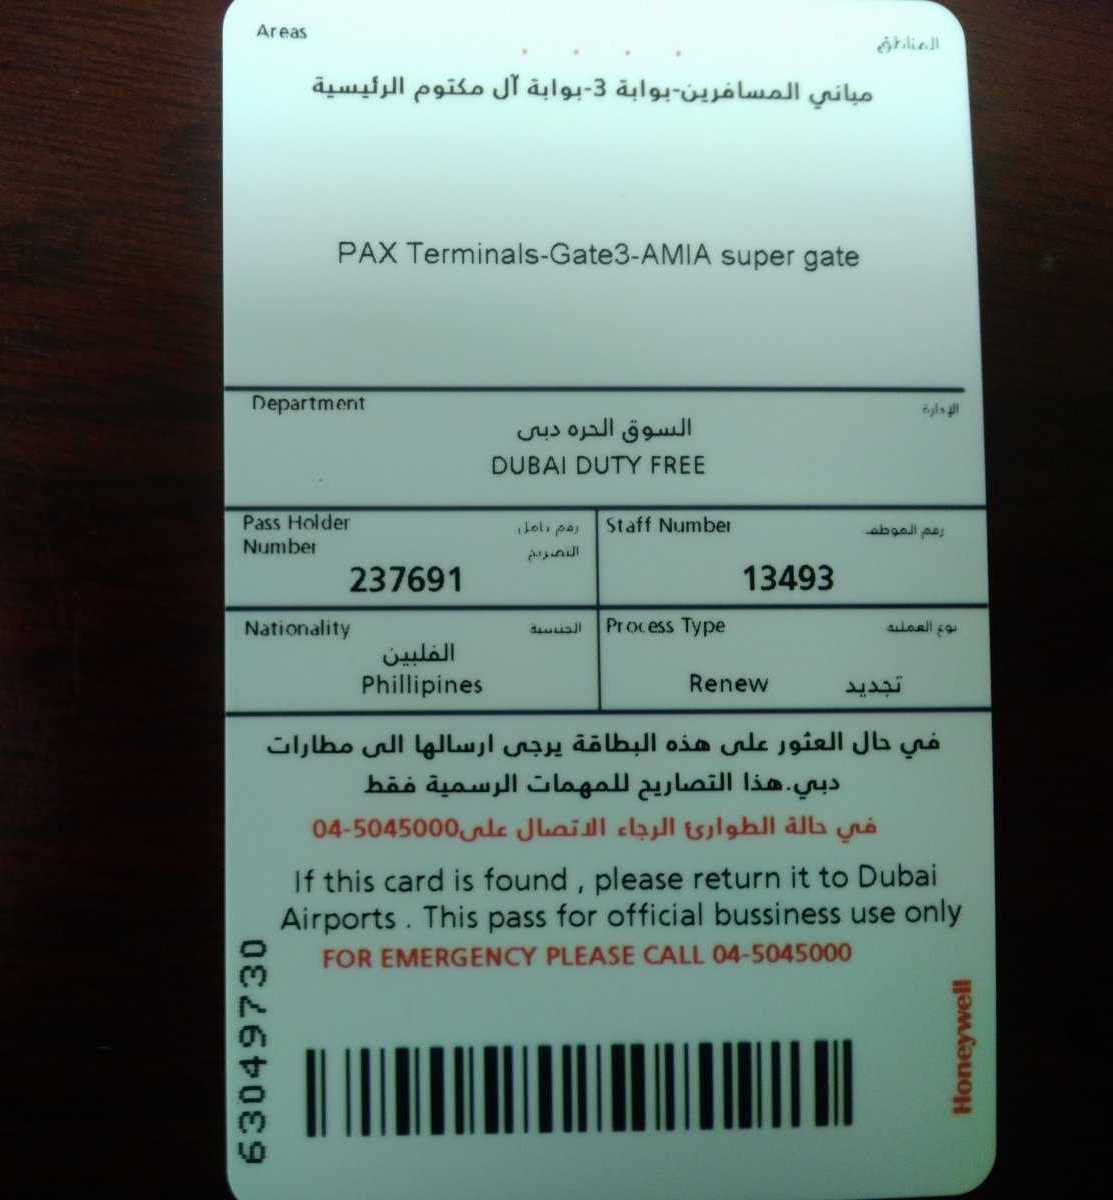 Areas المناطق
مباني المسافرين-بوابة 3-بوابة آل مكتوم الرئيسية
PAX Terminals-Gate3-AMIA super gate
Department الإدارة
السوق الحره دبى
DUBAI DUTY FREE
Pass Holder رقم حامل
Number التصريح
237691
Staff Number رقم الموظف
13493
Nationality الجنسية
الفلبين
Phillipines
Process Type نوع العملية
Renew تجديد
في حال العثور على هذه البطاقة يرجى ارسالها الى مطارات
دبي.هذا التصاريح للمهمات الرسمية فقط
في حالة الطوارئ الرجاء الاتصال على04-5045000
If this card is found , please return it to Dubai
Airports . This pass for official bussiness use only
FOR EMERGENCY PLEASE CALL 04-5045000
63049730
Honeywell